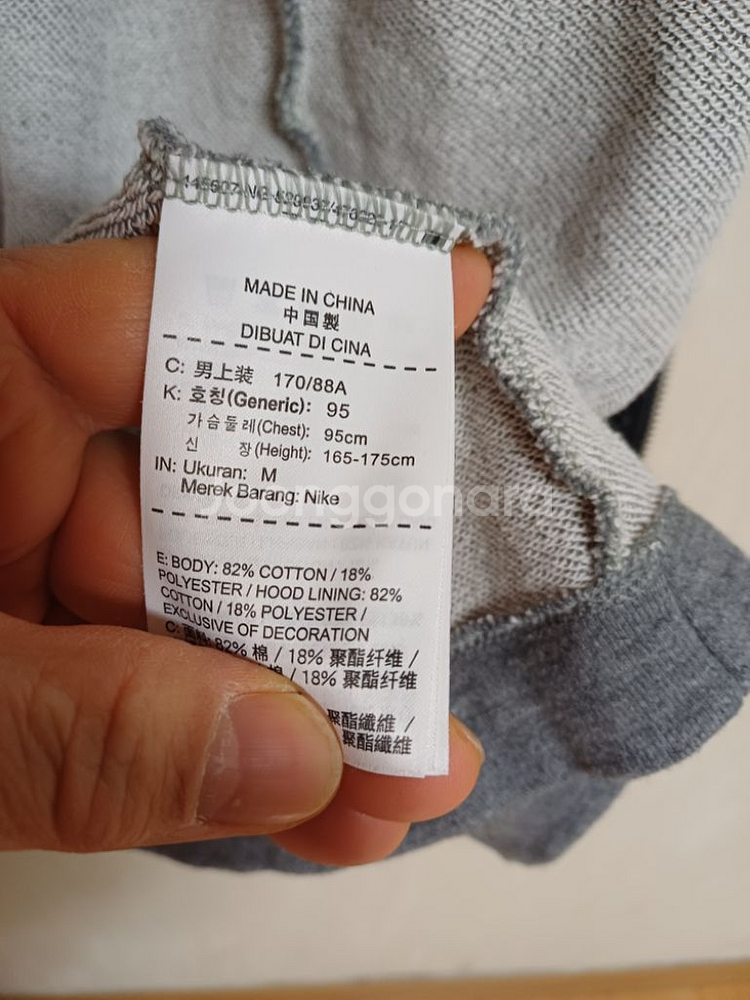 MADE IN CHINA
中国製
DIBUAT DI CINA
C: 男上装 170/88A
K: 호칭(Generic): 95
가슴둘레(Chest): 95cm
신 장(Height): 165-175cm
IN: Ukuran: M
Merek Barang: Nike
joonggonara
E: BODY: 82% COTTON / 18%
POLYESTER / HOOD LINING: 82%
COTTON / 18% POLYESTER /
EXCLUSIVE OF DECORATION
C: 面料: 82% 棉 / 18% 聚酯纤维 /
/ 18% 聚酯纤维
聚酯纖維 /
聚酯纖維